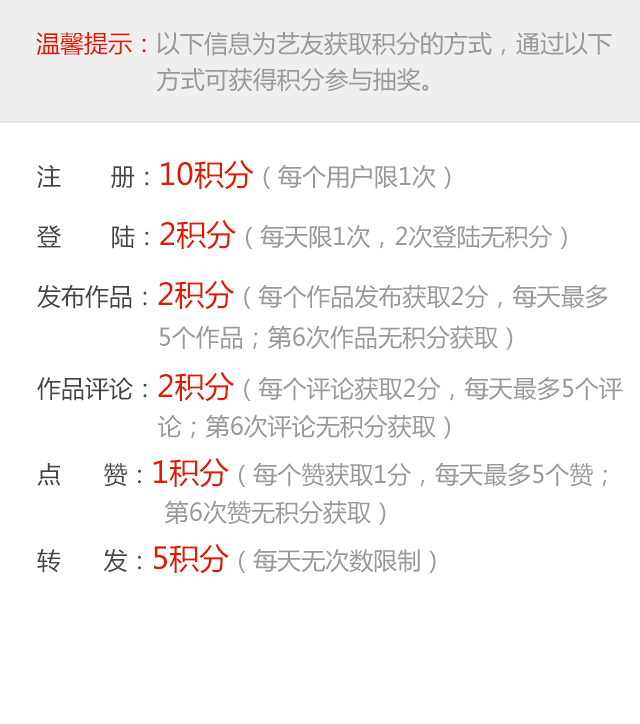 温馨提示：以下信息为艺友获取积分的方式，通过以下
方式可获得积分参与抽奖。
注 册：10积分（每个用户限1次）
登 陆：2积分（每天限1次，2次登陆无积分）
发布作品：2积分（每个作品发布获取2分，每天最多
5个作品；第6次作品无积分获取）
作品评论：2积分（每个评论获取2分，每天最多5个评
论；第6次评论无积分获取）
点 赞：1积分（每个赞获取1分，每天最多5个赞；
第6次赞无积分获取）
转 发：5积分（每天无次数限制）